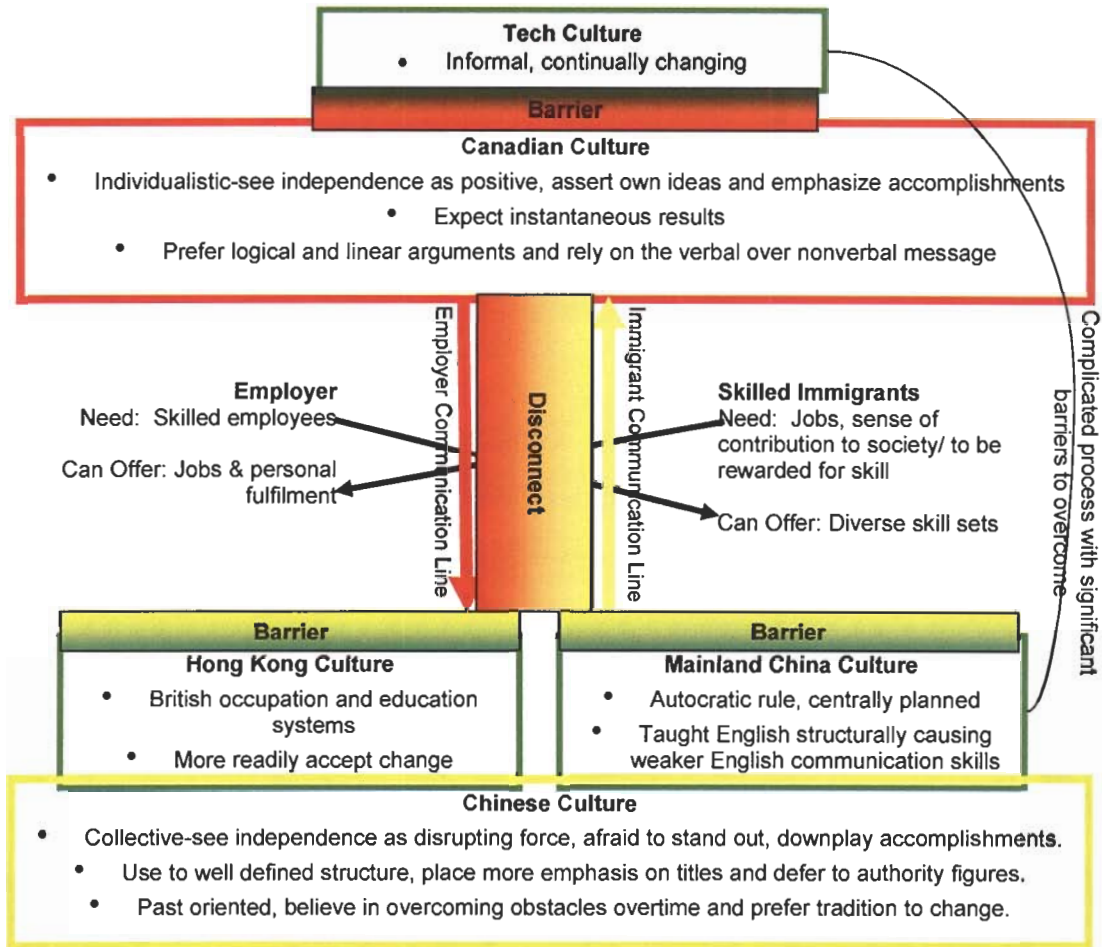 Tech Culture
• Informal, continually changing
Barrier
Canadian Culture
• Individualistic-see independence as positive, assert own ideas and emphasize accomplishments
• Expect instantaneous results
• Prefer logical and linear arguments and rely on the verbal over nonverbal message
Employer
Need: Skilled employees
Can Offer: Jobs & personal
fulfilment
Employer Communication Line
Disconnect
Immigrant Communication Line
Skilled Immigrants
Need: Jobs, sense of
contribution to society/ to be
rewarded for skill
Can Offer: Diverse skill sets
Complicated process with significant
barriers to overcome
Barrier
Hong Kong Culture
• British occupation and education
systems
• More readily accept change
Barrier
Mainland China Culture
• Autocratic rule, centrally planned
• Taught English structurally causing
weaker English communication skills
Chinese Culture
• Collective-see independence as disrupting force, afraid to stand out, downplay accomplishments.
• Use to well defined structure, place more emphasis on titles and defer to authority figures.
• Past oriented, believe in overcoming obstacles overtime and prefer tradition to change.